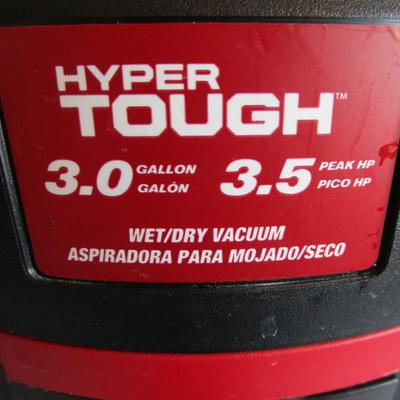 HYPER
TOUGH™
3.0 GALLON GALÓN 3.5 PEAK HP PICO HP
WET/DRY VACUUM
ASPIRADORA PARA MOJADO/SECO